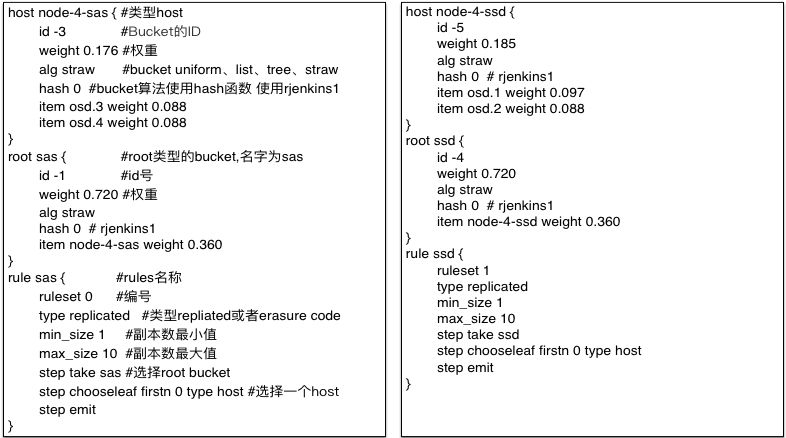 host node-4-sas { #类型host
id -3 #Bucket的ID
weight 0.176 #权重
alg straw #bucket uniform、list、tree、straw
hash 0 #bucket算法使用hash函数 使用rjenkins1
item osd.3 weight 0.088
item osd.4 weight 0.088
}
root sas { #root类型的bucket,名字为sas
id -1 #id号
weight 0.720 #权重
alg straw
hash 0 # rjenkins1
item node-4-sas weight 0.360
}
rule sas { #rules名称
ruleset 0 #编号
type replicated #类型repliated或者erasure code
min_size 1 #副本数最小值
max_size 10 #副本数最大值
step take sas #选择root bucket
step chooseleaf firstn 0 type host #选择一个host
step emit
}
host node-4-ssd {
id -5
weight 0.185
alg straw
hash 0 # rjenkins1
item osd.1 weight 0.097
item osd.2 weight 0.088
}
root ssd {
id -4
weight 0.720
alg straw
hash 0 # rjenkins1
item node-4-ssd weight 0.360
}
rule ssd {
ruleset 1
type replicated
min_size 1
max_size 10
step take ssd
step chooseleaf firstn 0 type host
step emit
}